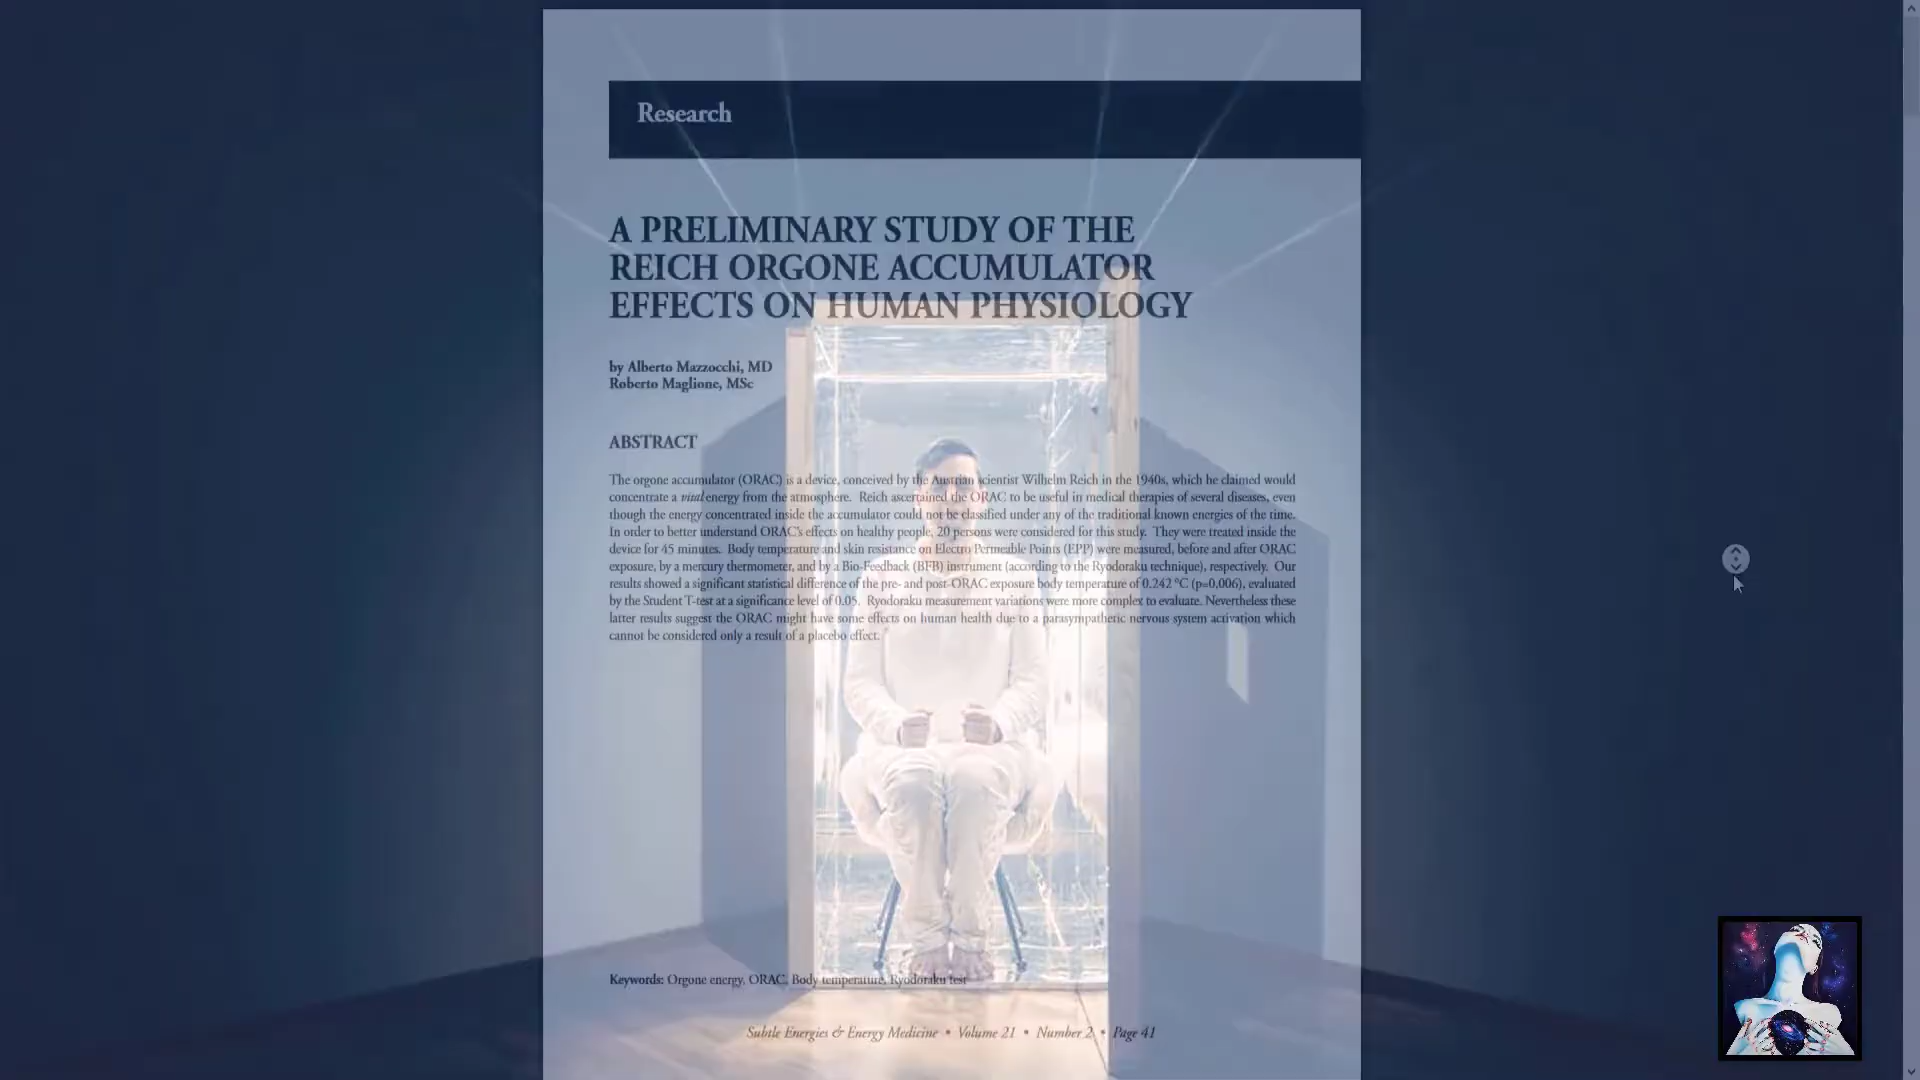 Research
A PRELIMINARY STUDY OF THE
REICH ORGONE ACCUMULATOR
EFFECTS ON HUMAN PHYSIOLOGY
by Alberto Mazzocchi, MD
Roberto Maglione, MSc
ABSTRACT
The orgone accumulator (ORAC) is a device, conceived by the Austrian scientist Wilhelm Reich in the 1940s, which he claimed would
concentrate a vital energy from the atmosphere. Reich ascertained the ORAC to be useful in medical therapies of several diseases, even
though the energy concentrated inside the accumulator could not be classified under any of the traditional known energies of the time.
In order to better understand ORAC's effects on healthy people, 20 persons were considered for this study. They were treated inside the
device for 45 minutes. Body temperature and skin resistance on Electro Permeable Points (EPP) were measured, before and after ORAC
exposure, by a mercury thermometer, and by a Bio-Feedback (BFB) instrument (according to the Ryodoraku technique), respectively. Our
results showed a significant statistical difference of the pre- and post-ORAC exposure body temperature of 0.242 °C (p=0,006), evaluated
by the Student T-test at a significance level of 0.05. Ryodoraku measurement variations were more complex to evaluate. Nevertheless these
latter results suggest the ORAC might have some effects on human health due to a parasympathetic nervous system activation which
cannot be considered only a result of a placebo effect.
Keywords: Orgone energy, ORAC, Body temperature, Ryodoraku test
Subtle Energies & Energy Medicine • Volume 21 • Number 2 • Page 41